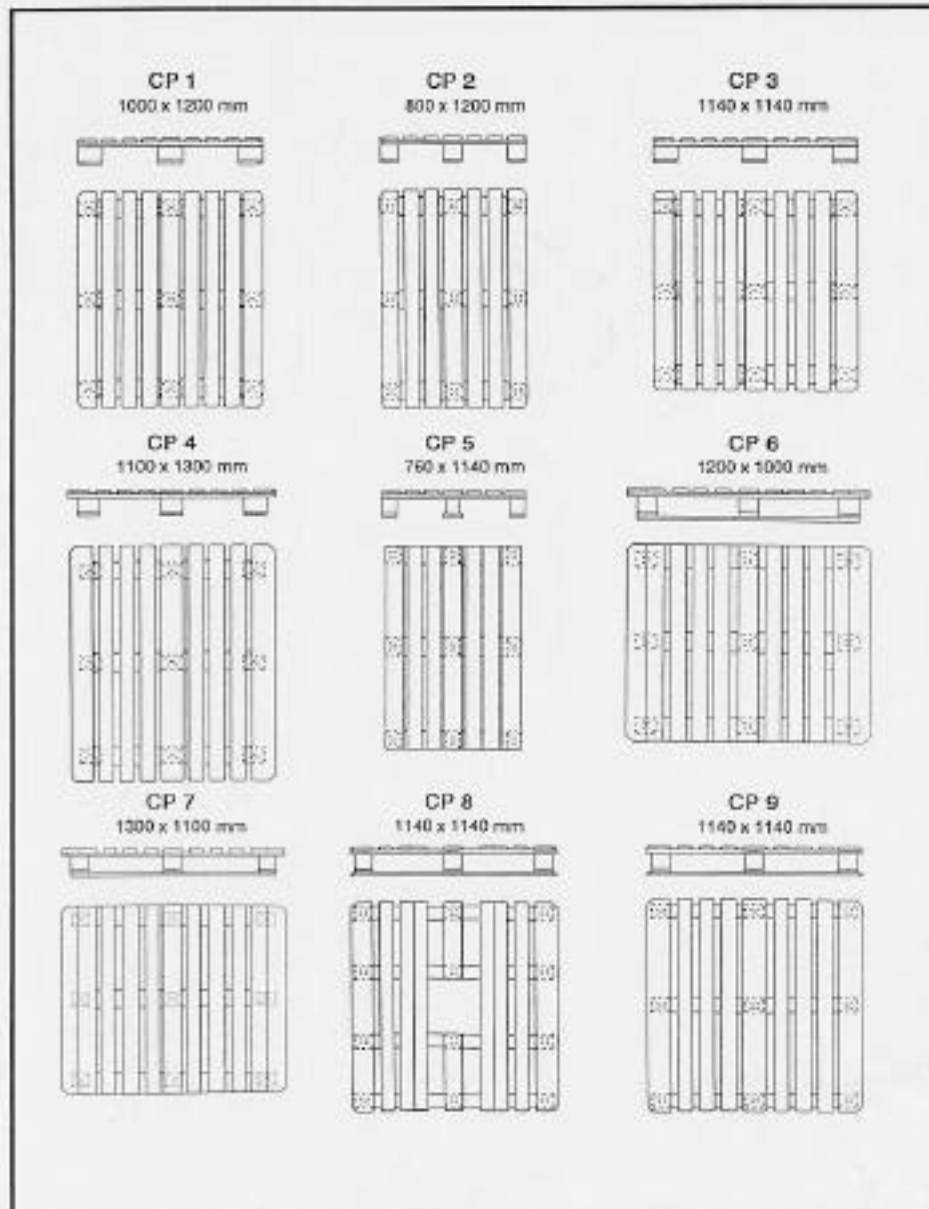 CP 1
1000 x 1200 mm
CP 2
800 x 1200 mm
CP 3
1140 x 1140 mm
CP 4
1100 x 1300 mm
CP 5
760 x 1140 mm
CP 6
1200 x 1000 mm
CP 7
1300 x 1100 mm
CP 8
1140 x 1140 mm
CP 9
1140 x 1140 mm